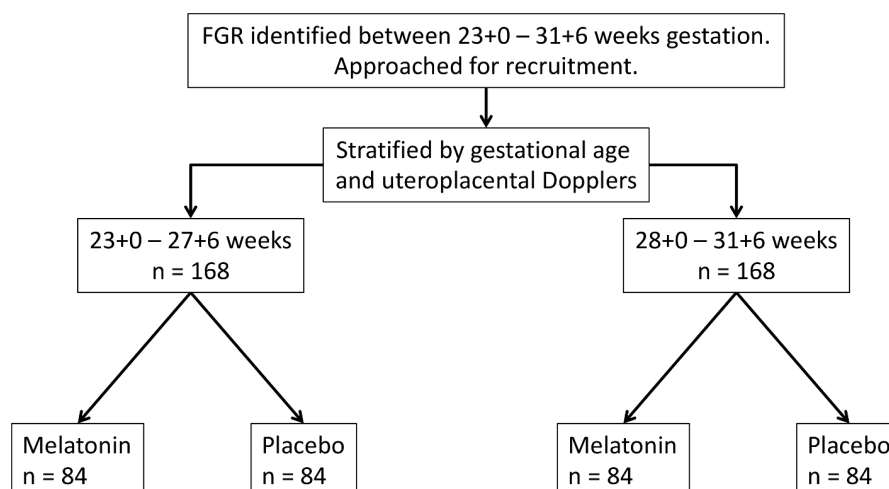 FGR identified between 23+0 – 31+6 weeks gestation.
Approached for recruitment.
Stratified by gestational age
and uteroplacental Dopplers
23+0 – 27+6 weeks
n = 168
28+0 – 31+6 weeks
n = 168
Melatonin
n = 84
Placebo
n = 84
Melatonin
n = 84
Placebo
n = 84